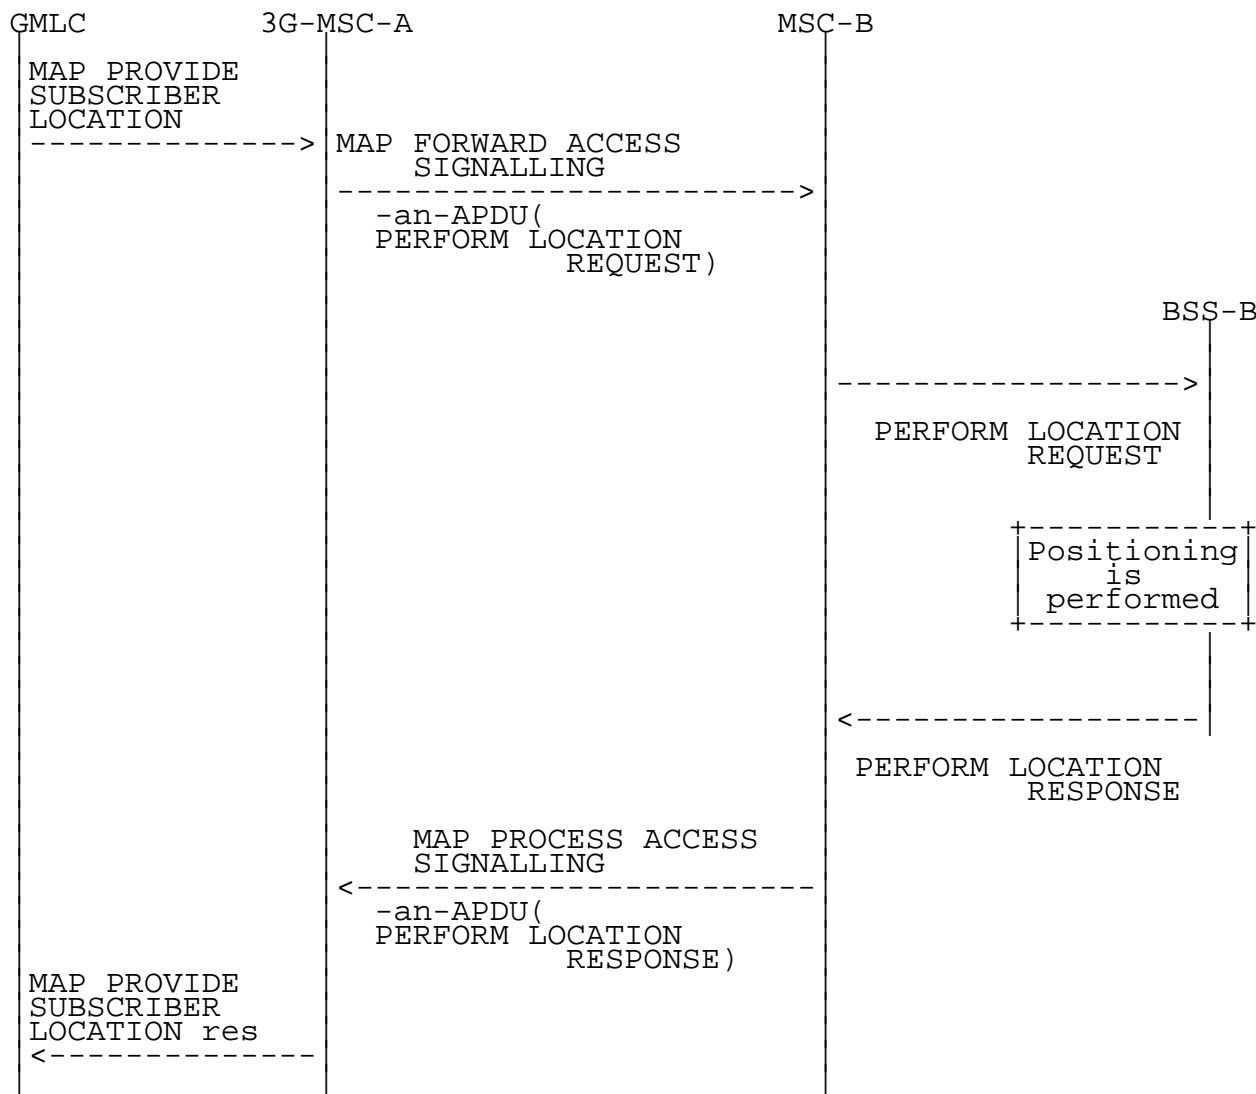 GMLC 3G-MSC-A MSC-B
MAP PROVIDE
SUBSCRIBER
LOCATION
MAP FORWARD ACCESS
SIGNALLING
-an-APDU(
PERFORM LOCATION
REQUEST)
BSS-B
PERFORM LOCATION
REQUEST
Positioning
is
performed
PERFORM LOCATION
RESPONSE
MAP PROCESS ACCESS
SIGNALLING
-an-APDU(
PERFORM LOCATION
RESPONSE)
MAP PROVIDE
SUBSCRIBER
LOCATION res